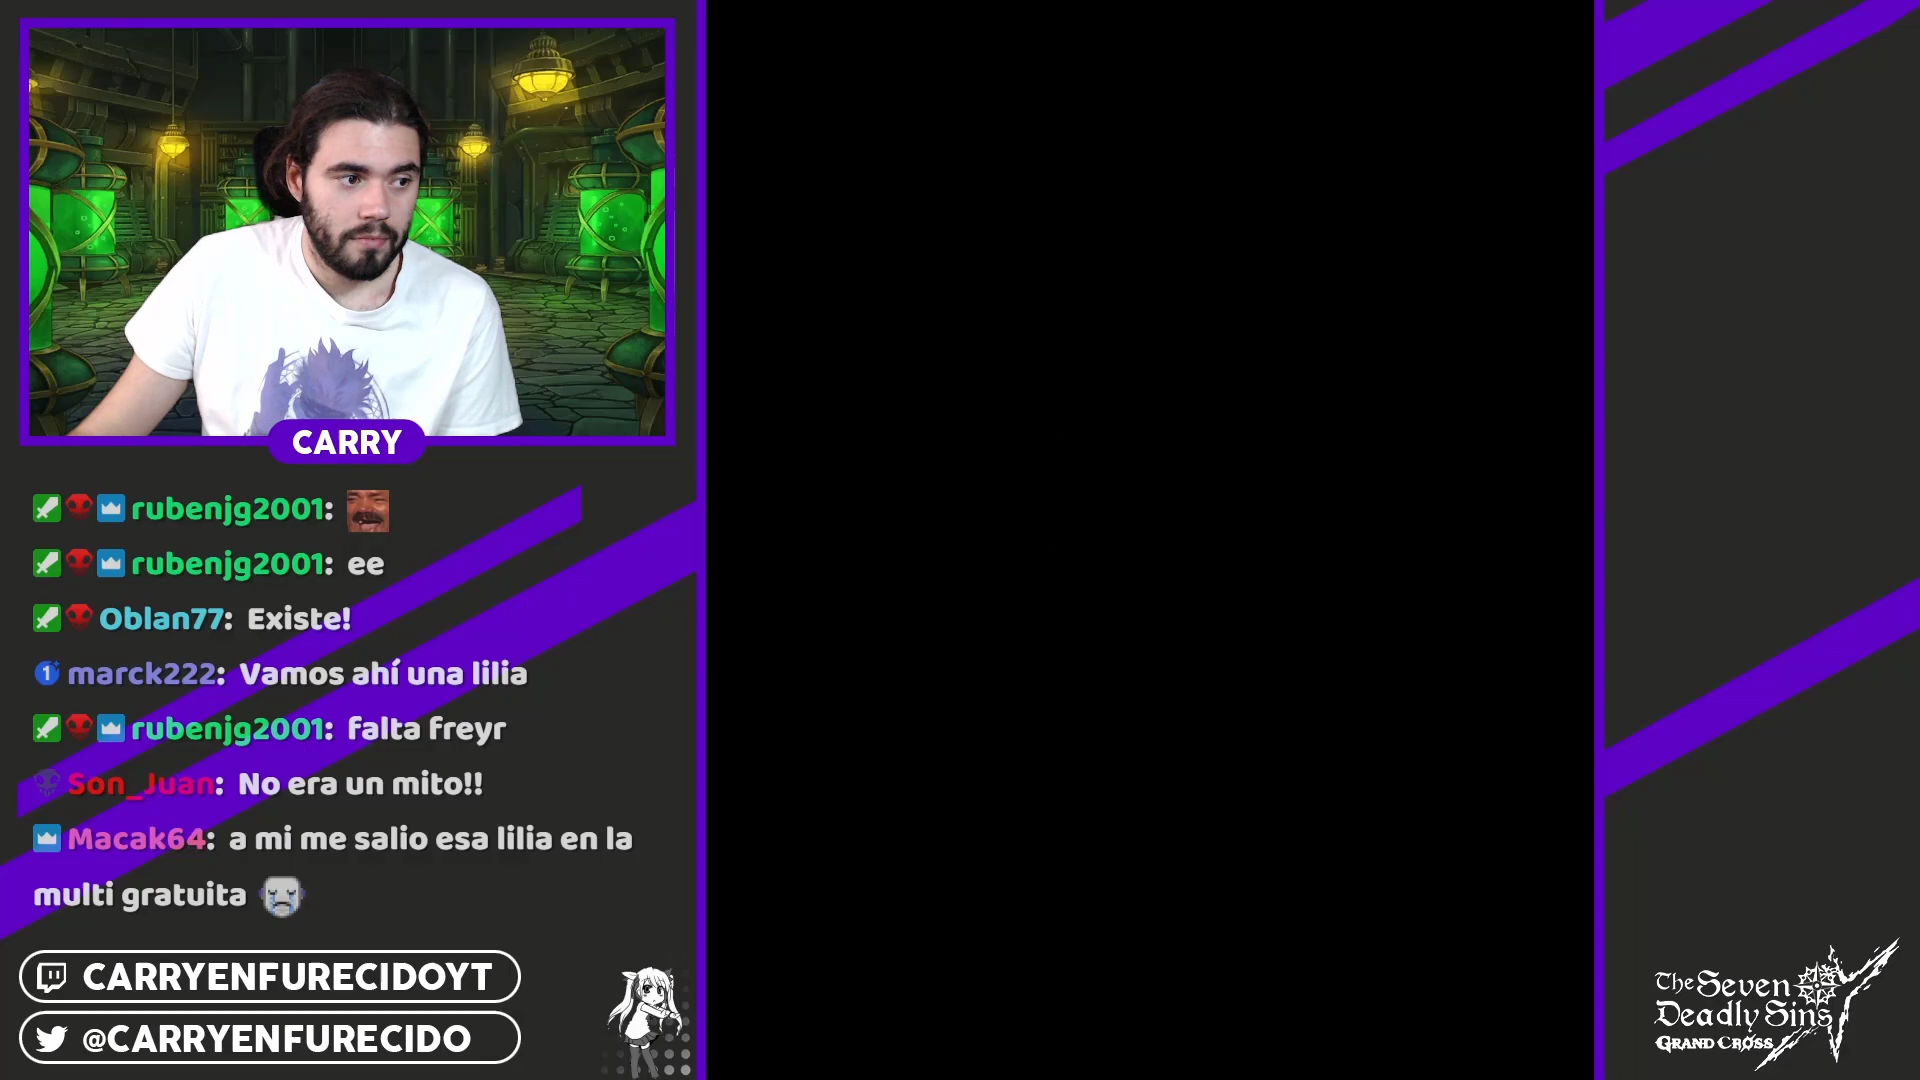 CARRY
rubenjg2001:
rubenjg2001: ee
Oblan77: Existe!
1 marck222: Vamos ahí una lilia
rubenjg2001: falta freyr
Son_Juan: No era un mito!!
Macak64: a mi me salio esa lilia en la
multi gratuita
CARRYENFURECIDOYT
@CARRYENFURECIDO
The Seven
Deadly Sins
GRAND CROSS